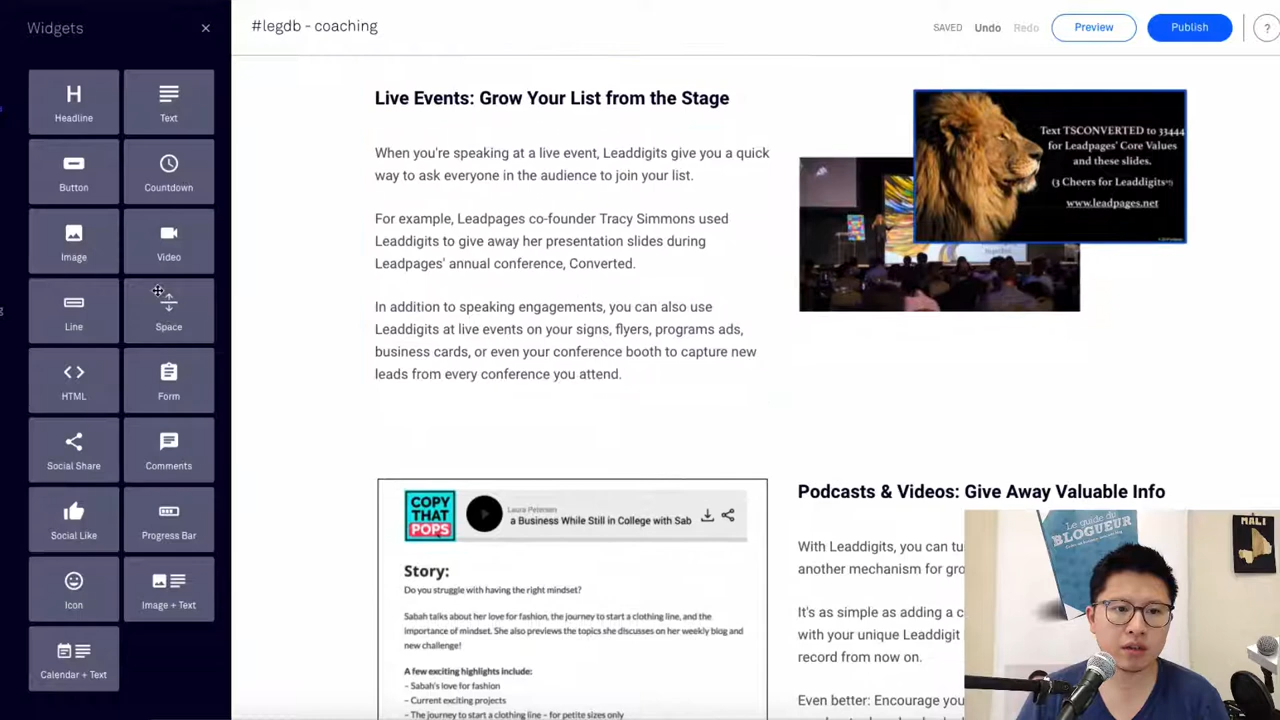 Widgets
#legdb - coaching
SAVED
Undo
Redo
Preview
Publish
?
Headline
Text
Button
Countdown
Image
Video
Line
Space
HTML
Form
Social Share
Comments
Social Like
Progress Bar
Icon
Image + Text
Calendar + Text
Live Events: Grow Your List from the Stage
When you're speaking at a live event, Leaddigits give you a quick
way to ask everyone in the audience to join your list.
For example, Leadpages co-founder Tracy Simmons used
Leaddigits to give away her presentation slides during
Leadpages' annual conference, Converted.
In addition to speaking engagements, you can also use
Leaddigits at live events on your signs, flyers, programs ads,
business cards, or even your conference booth to capture new
leads from every conference you attend.
Text TSCONVERTED to 33444
for Leadpages' Core Values
and these slides.
(3 Cheers for Leaddigits™)
www.leadpages.net
COPY
THAT
POPS
Laura Petersen
a Business While Still in College with Sab
Story:
Do you struggle with having the right mindset?
Sabah talks about her love for fashion, the journey to start a clothing line, and the
importance of mindset. She also previews the topics she discusses on her weekly blog and
new challenge!
A few exciting highlights include:
– Sabah's love for fashion
– Current exciting projects
– The journey to start a clothing line – for petite sizes only
Podcasts & Videos: Give Away Valuable Info
With Leaddigits, you can tu
another mechanism for gro
It's as simple as adding a c
with your unique Leaddigit
record from now on.
Even better: Encourage you
Le guide du
BLOGUEUR
MALI